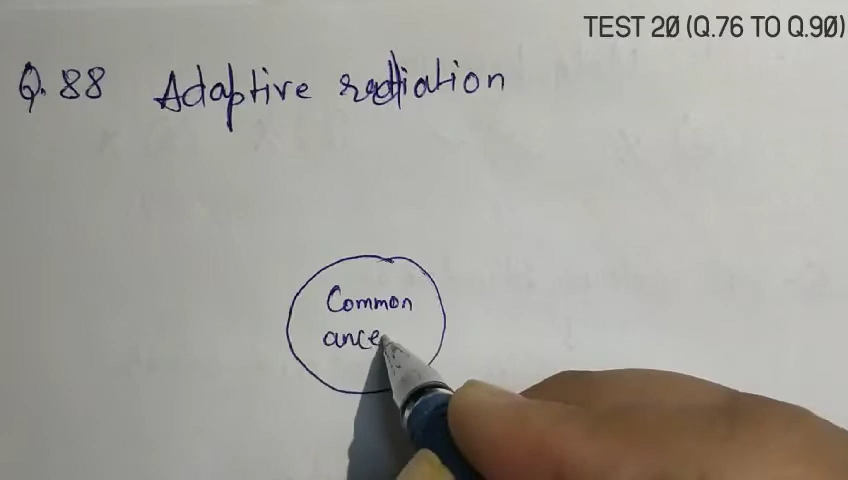 TEST 20 (Q.76 TO Q.90)
Q. 88 Adaptive radiation
Common
ance